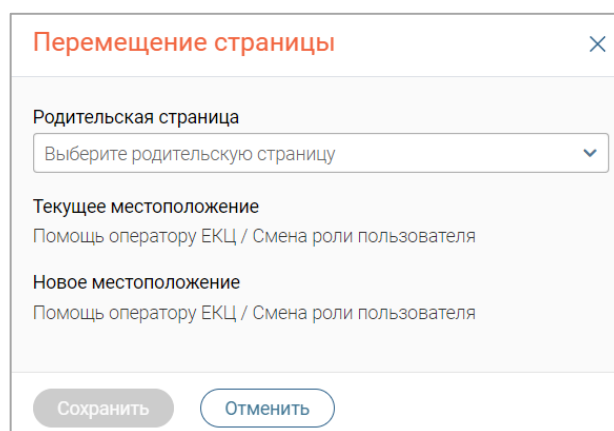 Перемещение страницы
Родительская страница
Выберите родительскую страницу
Текущее местоположение
Помощь оператору ЕКЦ / Смена роли пользователя
Новое местоположение
Помощь оператору ЕКЦ / Смена роли пользователя
Сохранить Отменить